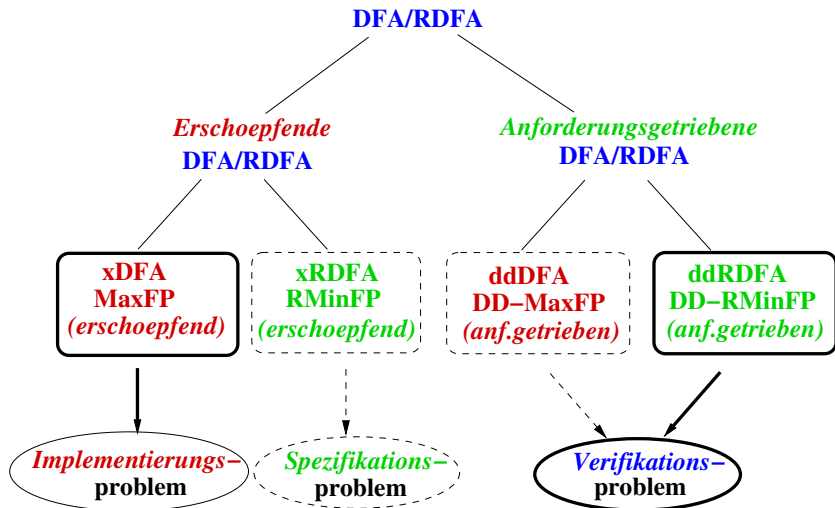 DFA/RDFA
Erschoepfende
DFA/RDFA
Anforderungsgetriebene
DFA/RDFA
xDFA
MaxFP
(erschoepfend)
xRDFA
RMinFP
(erschoepfend)
ddDFA
DD−MaxFP
(anf.getrieben)
ddRDFA
DD−RMinFP
(anf.getrieben)
Implementierungs−
problem
Spezifikations−
problem
Verifikations−
problem